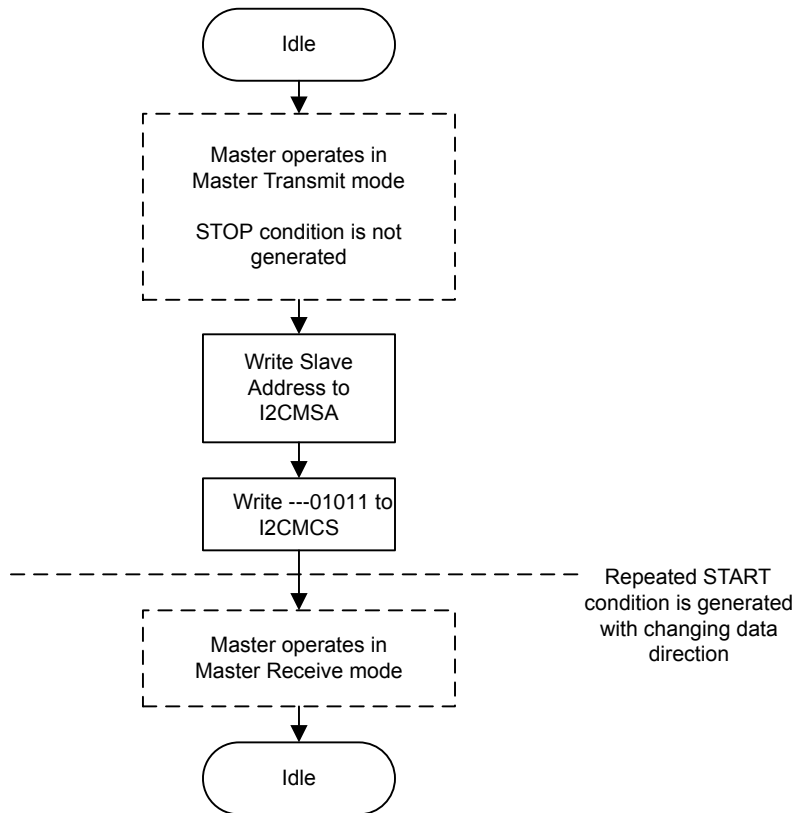 Idle
Master operates in
Master Transmit mode
STOP condition is not
generated
Write Slave
Address to
I2CMSA
Write ---01011 to
I2CMCS
Repeated START
condition is generated
with changing data
direction
Master operates in
Master Receive mode
Idle